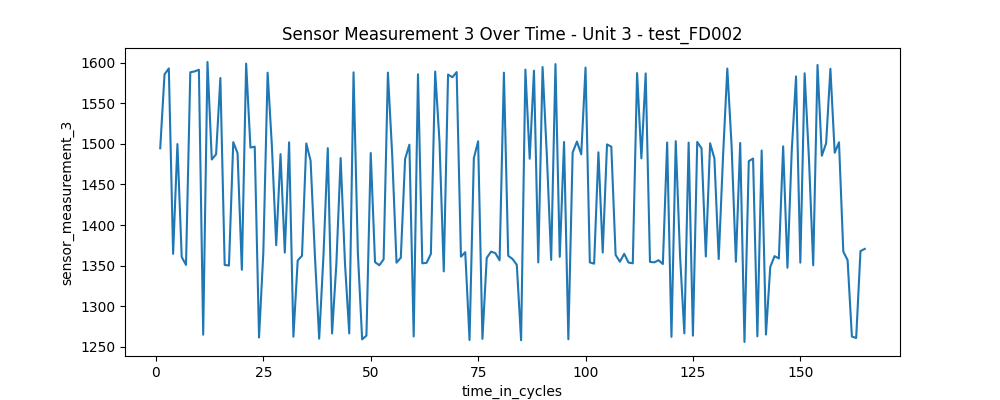 Sensor Measurement 3 Over Time - Unit 3 - test_FD002
1600
1550
1500
1450
1400
1350
1300
1250
sensor_measurement_3
0 25 50 75 100 125 150
time_in_cycles